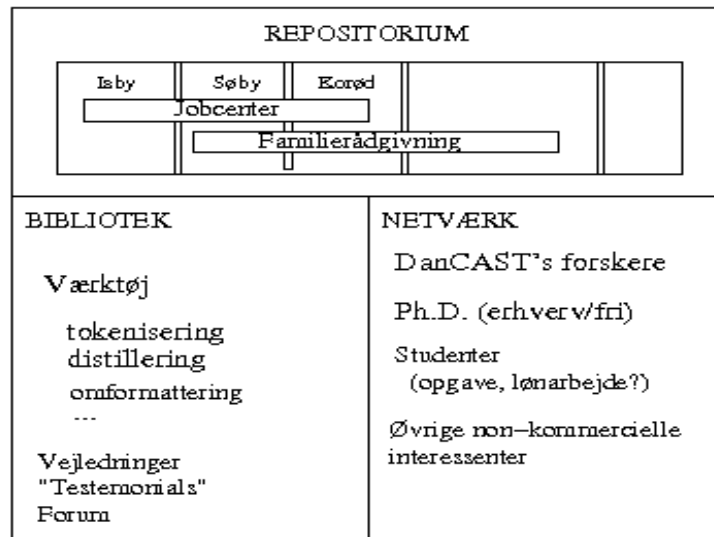 REPOSITORIUM
Isby Søby Korød
Jobcenter
Familierådgivning
BIBLIOTEK
Værktøj
tokenisering
distillering
omformattering
...
Vejledninger
"Testemonials"
Forum
NETVÆRK
DanCAST's forskere
Ph.D. (erhverv/fri)
Studenter
(opgave, lønarbejde?)
Øvrige non-kommercielle
interessenter